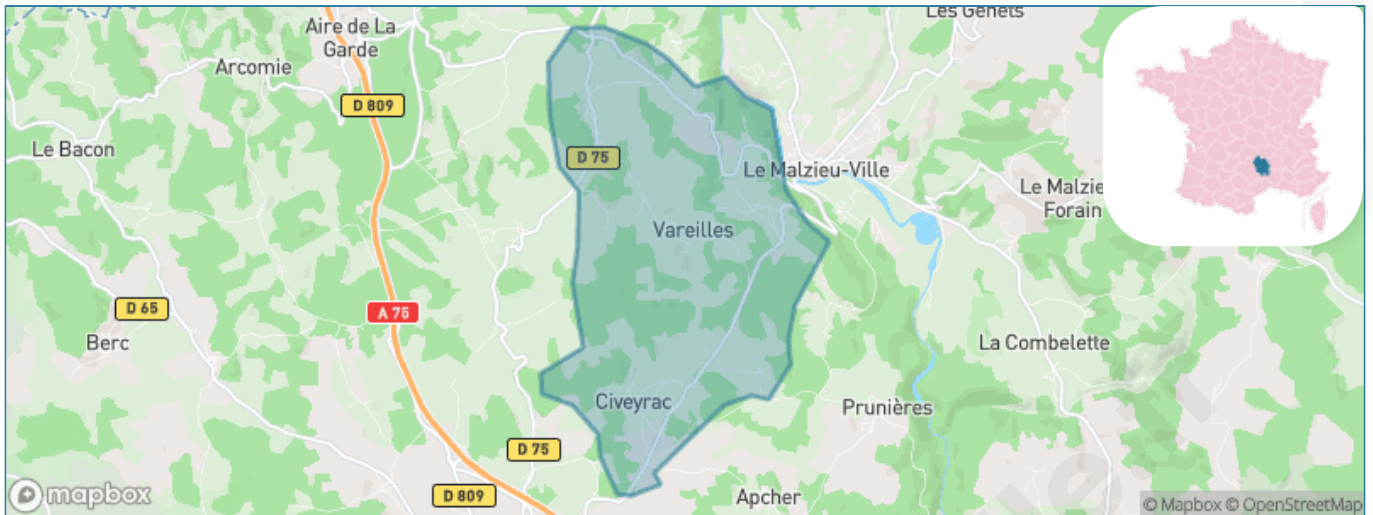 Les Genêts
Aire de La
Garde
Arcomie
D 809
Le Bacon
D 75
Le Malzieu-Ville
Le Malzie
Forain
Vareilles
D 65
A 75
Berc
La Combelette
Civeyrac
Prunières
D 75
D 809
Apcher
mapbox
© Mapbox © OpenStreetMap